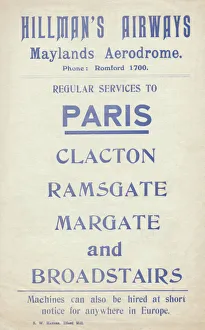 HILLMAN'S AIRWAYS
Maylands Aerodrome.
Phone: Romford 1700.
REGULAR SERVICES TO
PARIS
CLACTON
RAMSGATE
MARGATE
and
BROADSTAIRS
Machines can also be hired at short
notice for anywhere in Europe.